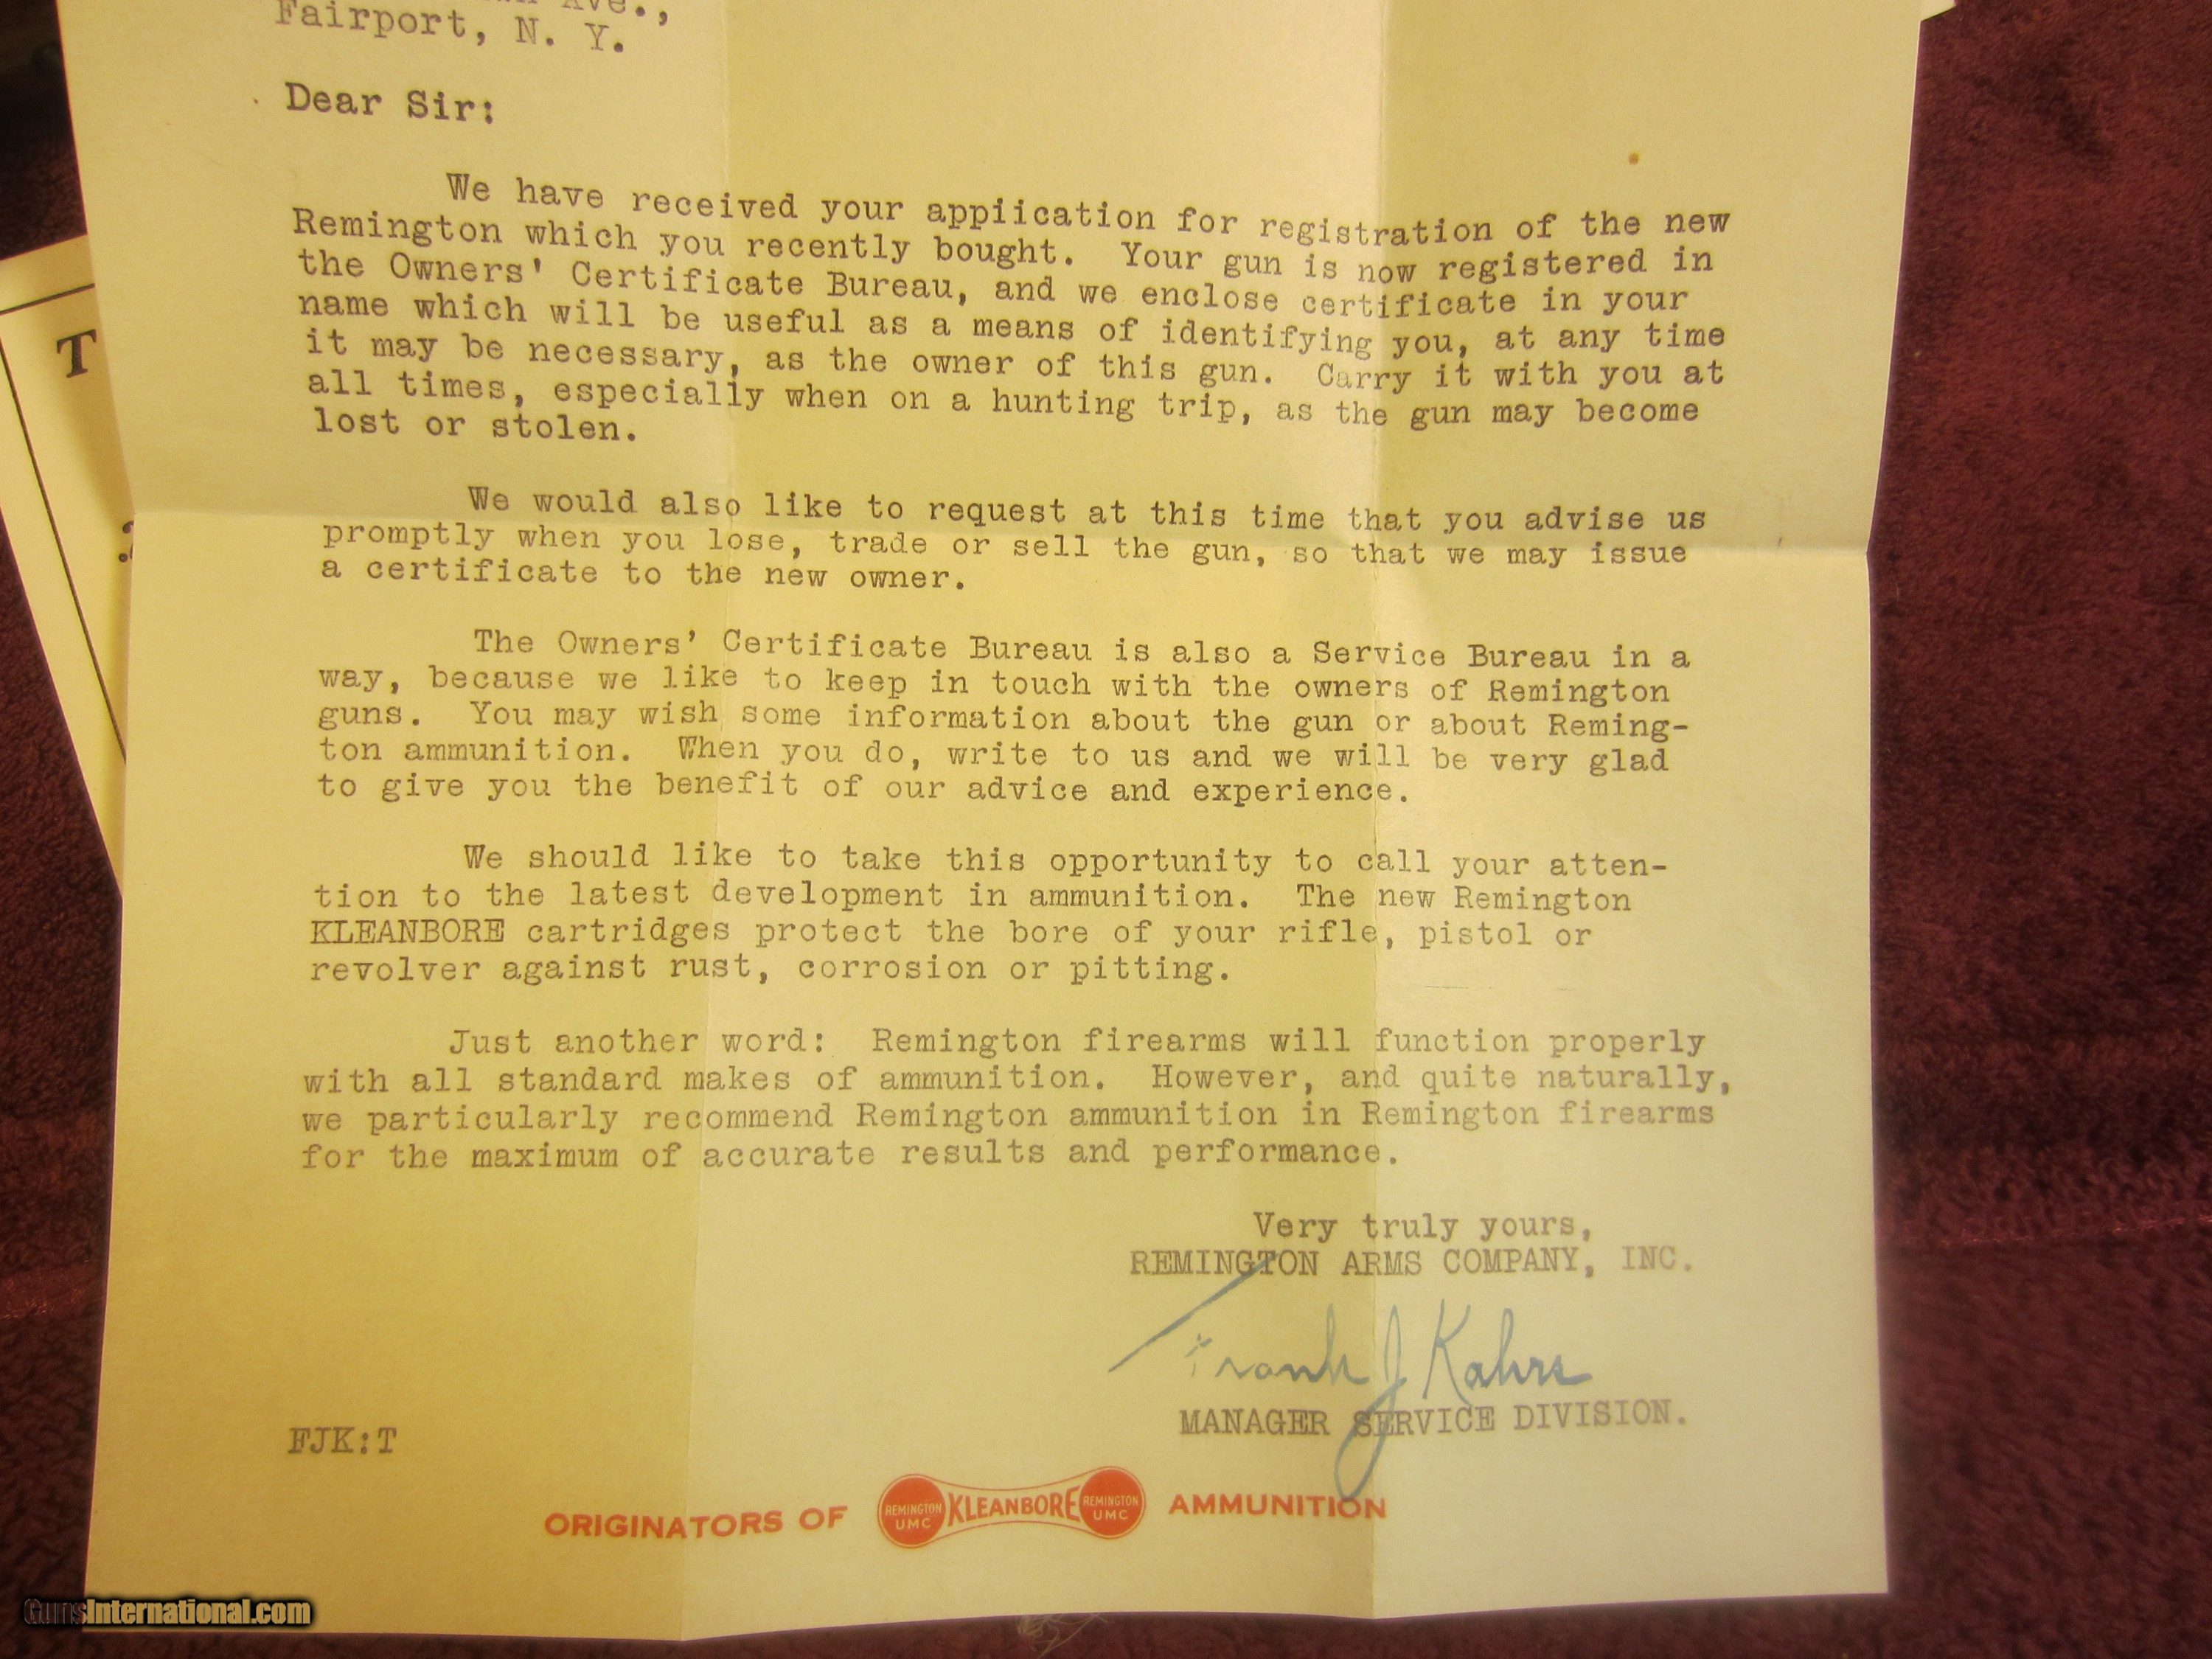 Ave.,
Fairport, N. Y.
Dear Sir:
We have received your appiication for registration of the new
Remington which you recently bought. Your gun is now registered in
the Owners' Certificate Bureau, and we enclose certificate in your
name which will be useful as a means of identifying you, at any time
it may be necessary, as the owner of this gun. Carry it with you at
all times, especially when on a hunting trip, as the gun may become
lost or stolen.
We would also like to request at this time that you advise us
promptly when you lose, trade or sell the gun, so that we may issue
a certificate to the new owner.
The Owners' Certificate Bureau is also a Service Bureau in a
way, because we like to keep in touch with the owners of Remington
guns. You may wish some information about the gun or about Reming-
ton ammunition. When you do, write to us and we will be very glad
to give you the benefit of our advice and experience.
We should like to take this opportunity to call your atten-
tion to the latest development in ammunition. The new Remington
KLEANBORE cartridges protect the bore of your rifle, pistol or
revolver against rust, corrosion or pitting.
Just another word: Remington firearms will function properly
with all standard makes of ammunition. However, and quite naturally,
we particularly recommend Remington ammunition in Remington firearms
for the maximum of accurate results and performance.
Very truly yours,
REMINGTON ARMS COMPANY, INC.
Frank J Kahrs
MANAGER SERVICE DIVISION.
FJK:T
ORIGINATORS OF REMINGTON UMC KLEANBORE REMINGTON UMC AMMUNITION
T
GunsInternational.com